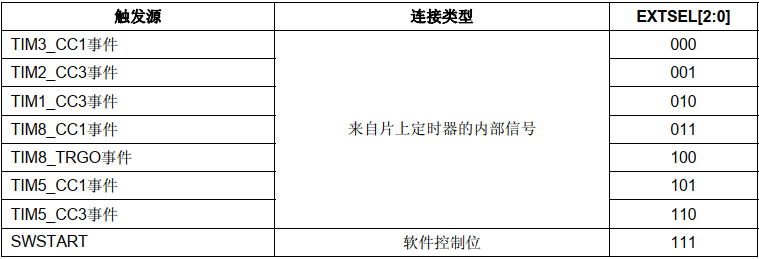 触发源 连接类型 EXTSEL[2:0]
TIM3_CC1事件 000
TIM2_CC3事件 001
TIM1_CC3事件 010
TIM8_CC1事件 来自片上定时器的内部信号 011
TIM8_TRGO事件 100
TIM5_CC1事件 101
TIM5_CC3事件 110
SWSTART 软件控制位 111